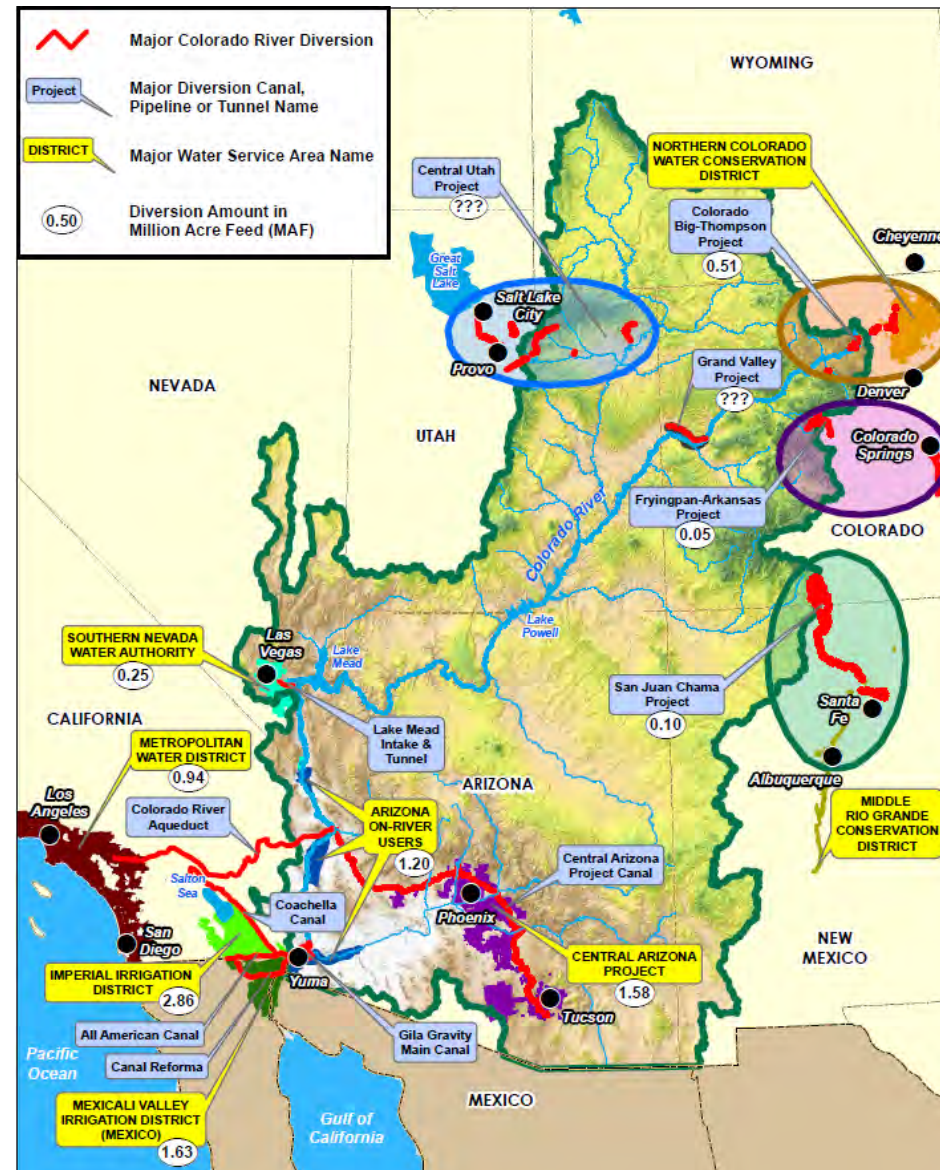 Major Colorado River Diversion
Project
Major Diversion Canal,
Pipeline or Tunnel Name
DISTRICT
Major Water Service Area Name
0.50
Diversion Amount in
Million Acre Feed (MAF)
WYOMING
NORTHERN COLORADO
WATER CONSERVATION
DISTRICT
Central Utah
Project
???
Colorado
Big-Thompson
Project
0.51
Cheyenne
Great
Salt
Lake
Salt Lake
City
Provo
Grand Valley
Project
???
Denver
NEVADA
UTAH
Colorado
Springs
Fryingpan-Arkansas
Project
0.05
COLORADO
Colorado River
Lake
Powell
Las
Vegas
Lake
Mead
SOUTHERN NEVADA
WATER AUTHORITY
0.25
San Juan Chama
Project
0.10
Santa
Fe
Albuquerque
CALIFORNIA
Lake Mead
Intake &
Tunnel
METROPOLITAN
WATER DISTRICT
0.94
ARIZONA
Los
Angeles
Colorado River
Aqueduct
ARIZONA
ON-RIVER
USERS
1.20
MIDDLE
RIO GRANDE
CONSERVATION
DISTRICT
Central Arizona
Project Canal
Salton
Sea
Coachella
Canal
Phoenix
San
Diego
NEW
MEXICO
IMPERIAL IRRIGATION
DISTRICT
2.86
Yuma
CENTRAL ARIZONA
PROJECT
1.58
Tucson
All American Canal
Gila Gravity
Main Canal
Pacific
Ocean
Canal Reforma
MEXICO
MEXICALI VALLEY
IRRIGATION DISTRICT
(MEXICO)
1.63
Gulf of
California